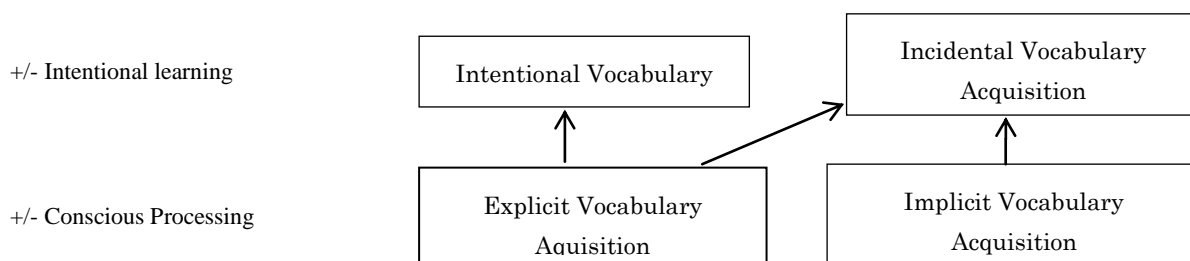 +/- Intentional learning
Intentional Vocabulary
Incidental Vocabulary
Acquisition
+/- Conscious Processing
Explicit Vocabulary
Aquisition
Implicit Vocabulary
Acquisition